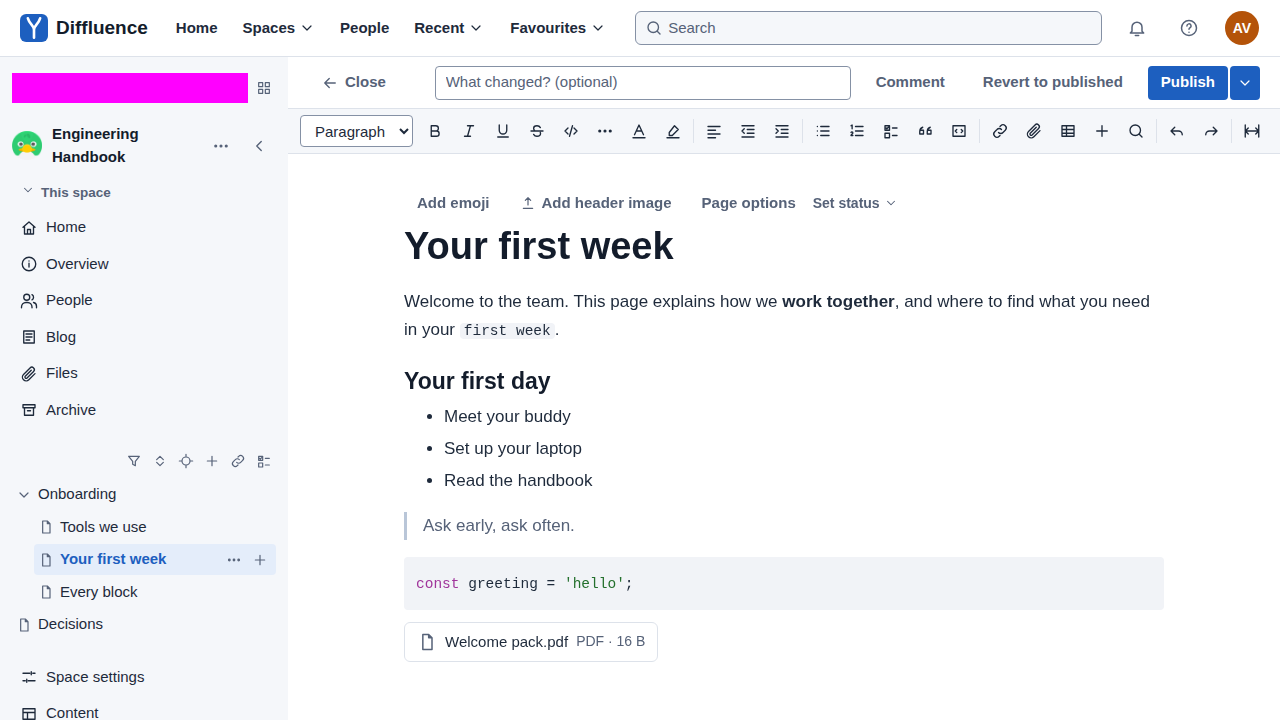 Diffluence Home Spaces People Recent Favourites Search AV
Close What changed? (optional) Comment Revert to published Publish
Engineering
Handbook
Paragraph
This space
Home
Overview
People
Blog
Files
Archive
Onboarding
Tools we use
Your first week
Every block
Decisions
Space settings
Content
Add emoji Add header image Page options Set status
Your first week
Welcome to the team. This page explains how we work together, and where to find what you need
in your first week.
Your first day
Meet your buddy
Set up your laptop
Read the handbook
Ask early, ask often.
const greeting = 'hello';
Welcome pack.pdf PDF · 16 B